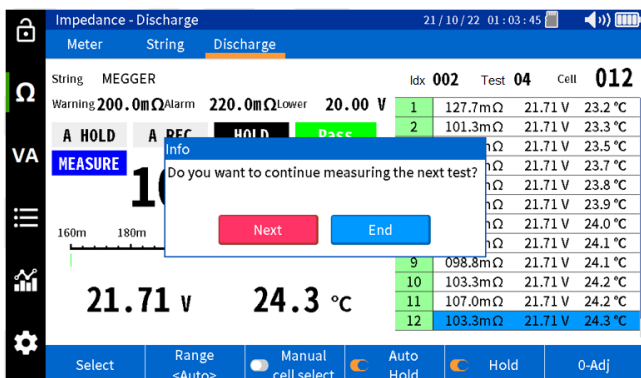 Impedance - Discharge 21/10/22 01:03:45
Meter String Discharge
String MEGGER Idx 002 Test 04 Cell 012
Warning 200.0mΩ Alarm 220.0mΩ Lower 20.00 V
A HOLD A REC HOLD Pass
MEASURE
1 127.7mΩ 21.71 V 23.2 ℃
2 101.3mΩ 21.71 V 23.3 ℃
mΩ 21.71 V 23.5 ℃
mΩ 21.71 V 23.7 ℃
mΩ 21.71 V 23.8 ℃
mΩ 21.71 V 23.9 ℃
mΩ 21.71 V 24.0 ℃
mΩ 21.71 V 24.1 ℃
9 098.8mΩ 21.71 V 24.1 ℃
10 103.3mΩ 21.71 V 24.2 ℃
11 107.0mΩ 21.71 V 24.2 ℃
12 103.3mΩ 21.71 V 24.3 ℃
Info
Do you want to continue measuring the next test?
Next End
160m 180m
21.71 V 24.3 ℃
Ω
VA
Select
Range
<Auto>
Manual
cell select
Auto
Hold
Hold
0-Adj